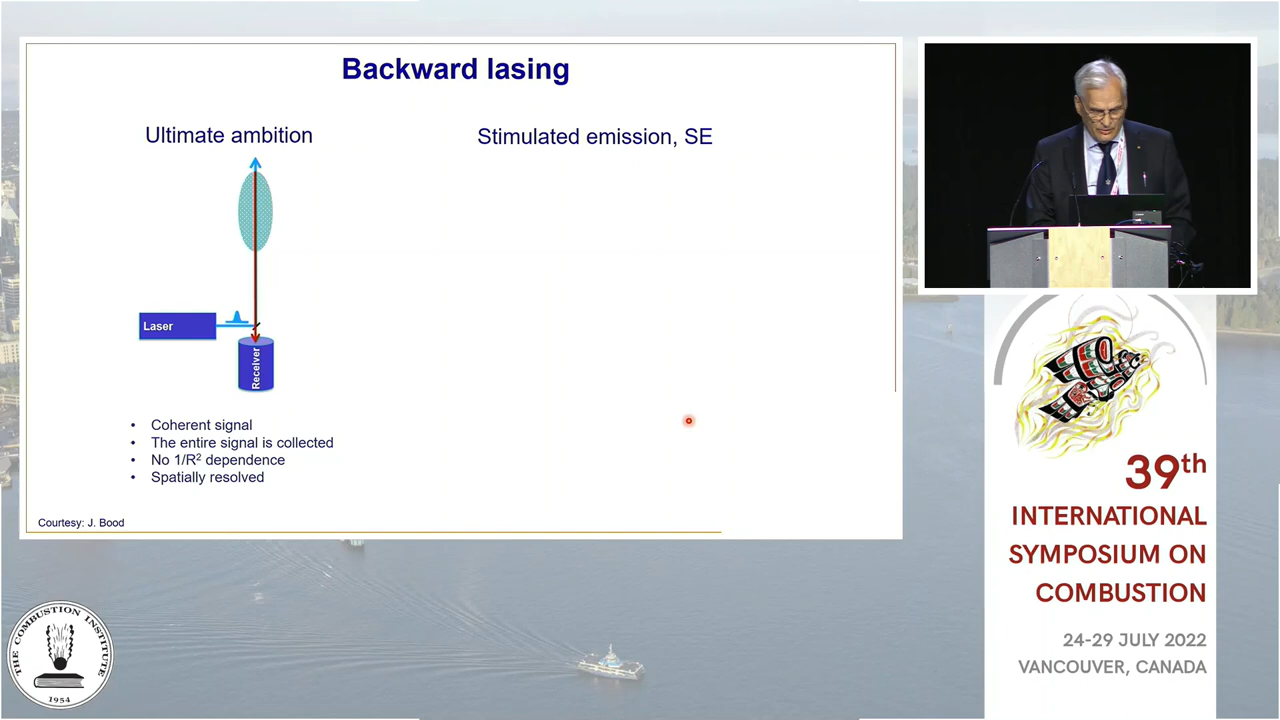 Backward lasing
Ultimate ambition
Stimulated emission, SE
Laser
Receiver
• Coherent signal
• The entire signal is collected
• No 1/R² dependence
• Spatially resolved
Courtesy: J. Bood
39th
INTERNATIONAL
SYMPOSIUM ON
COMBUSTION
24-29 JULY 2022
VANCOUVER, CANADA
THE COMBUSTION INSTITUTE
1954